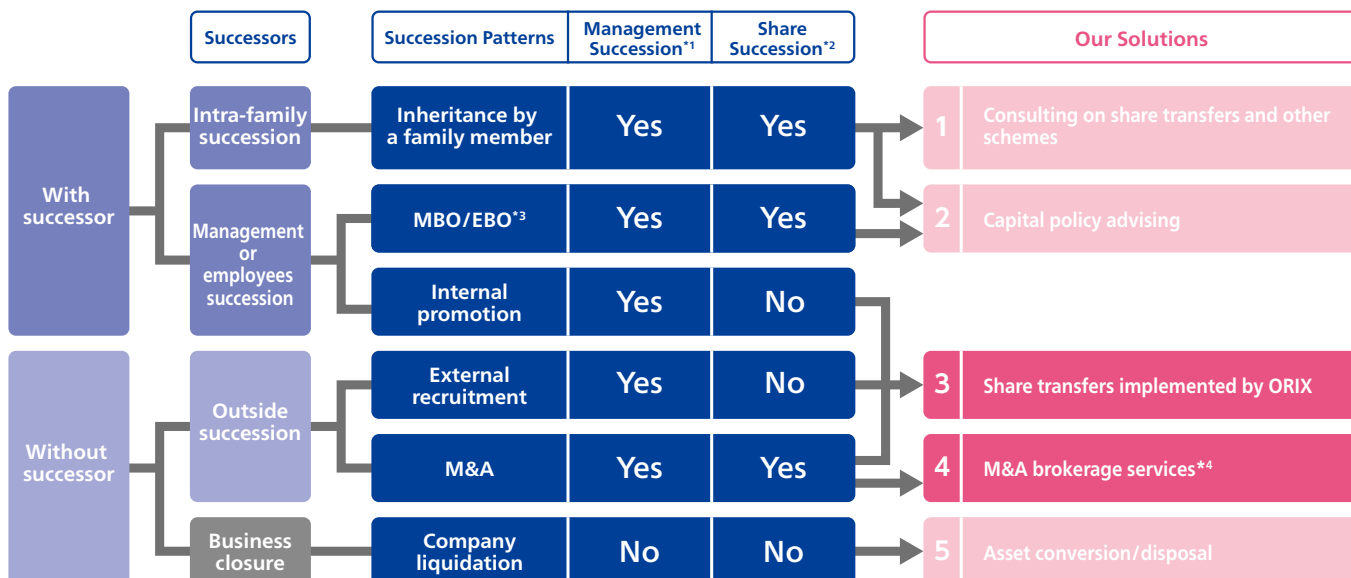 Successors
Succession Patterns
Management
Succession*1
Share
Succession*2
Our Solutions
With
successor
Intra-family
succession
Inheritance by
a family member
Yes
Yes
1
Consulting on share transfers and other
schemes
Management
or
employees
succession
MBO/EBO*3
Yes
Yes
2
Capital policy advising
Internal
promotion
Yes
No
Without
successor
Outside
succession
External
recruitment
Yes
No
3
Share transfers implemented by ORIX
M&A
Yes
Yes
4
M&A brokerage services*4
Business
closure
Company
liquidation
No
No
5
Asset conversion/disposal